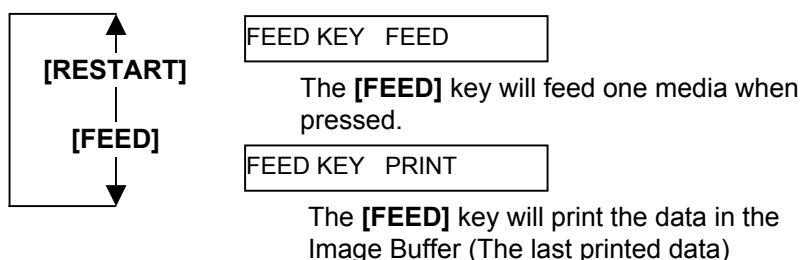 [RESTART]
[FEED]
FEED KEY FEED
The [FEED] key will feed one media when
pressed.
FEED KEY PRINT
The [FEED] key will print the data in the
Image Buffer (The last printed data)